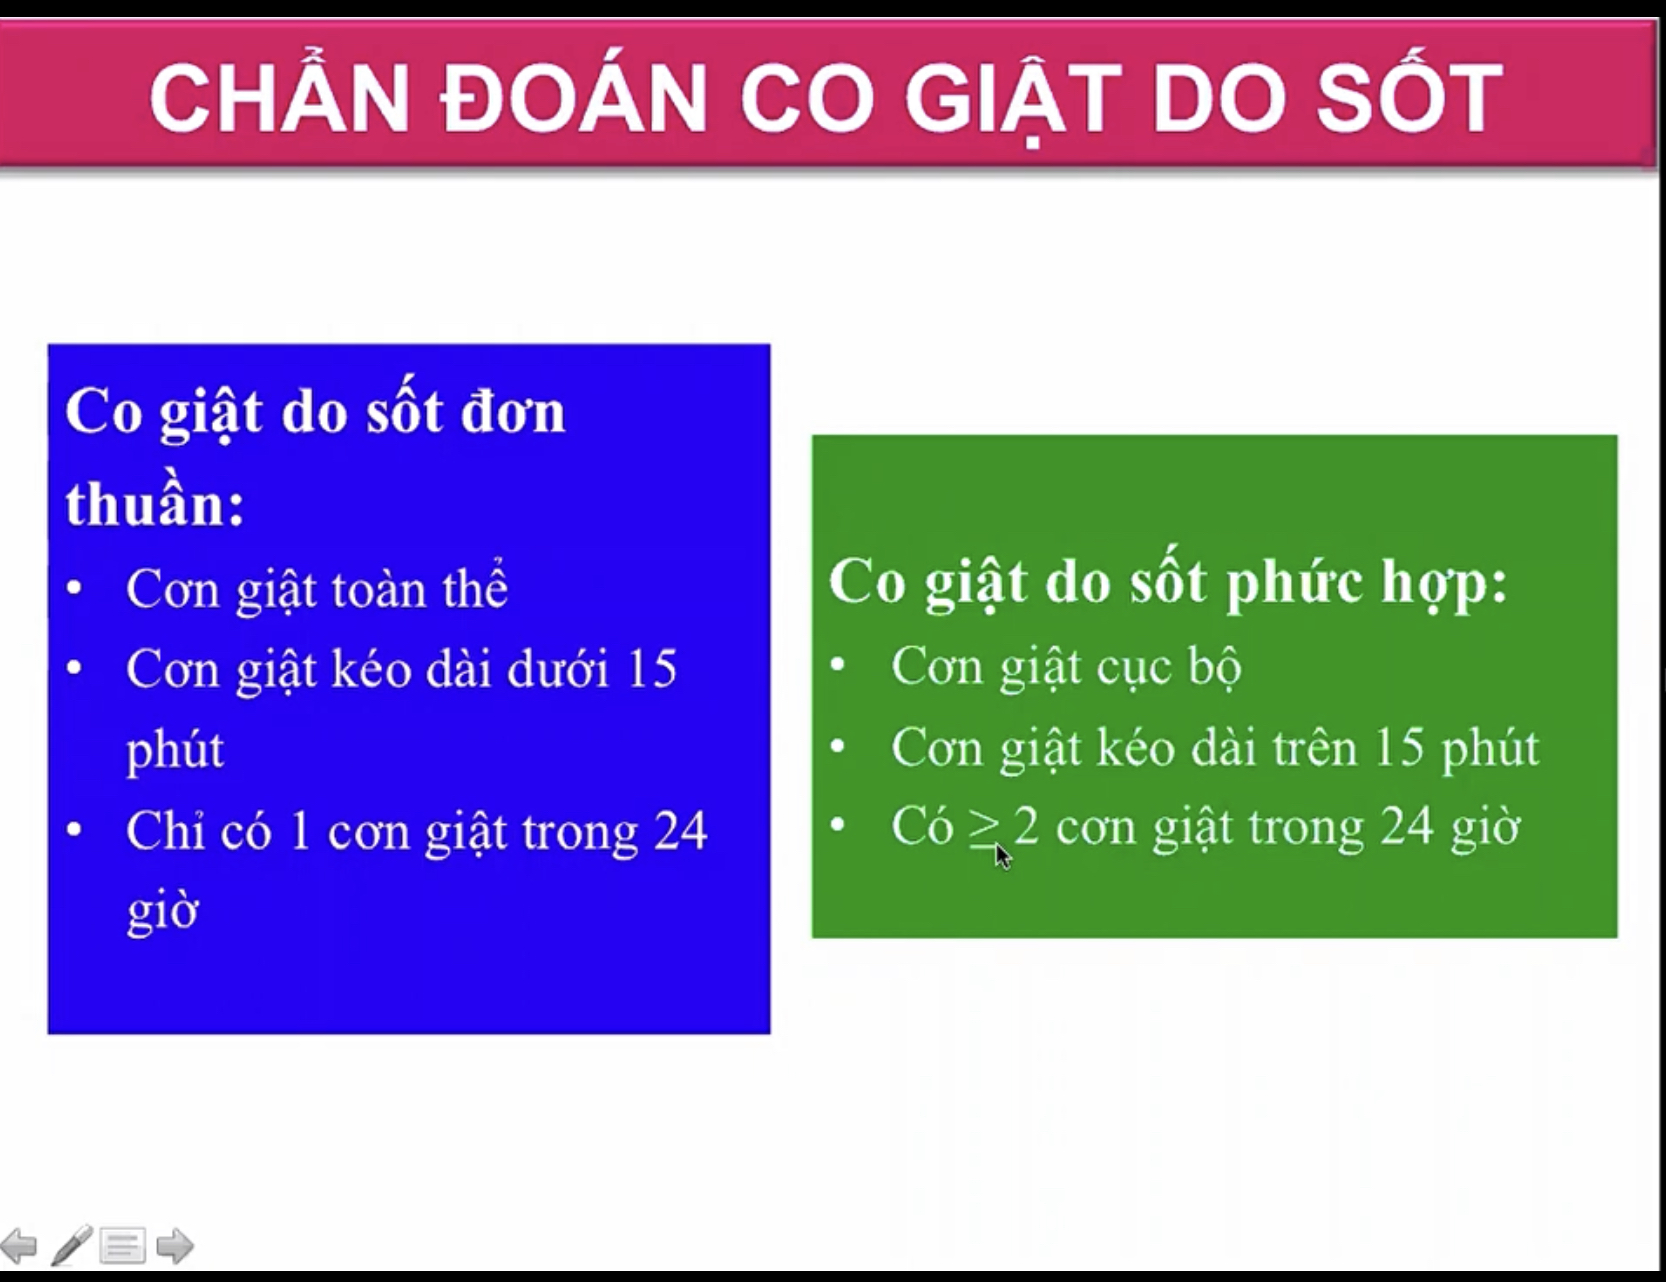 CHẨN ĐOÁN CO GIẬT DO SỐT
Co giật do sốt đơn
thuần:
• Cơn giật toàn thể
• Cơn giật kéo dài dưới 15
phút
• Chỉ có 1 cơn giật trong 24
giờ
Co giật do sốt phức hợp:
• Cơn giật cục bộ
• Cơn giật kéo dài trên 15 phút
• Có ≥ 2 cơn giật trong 24 giờ